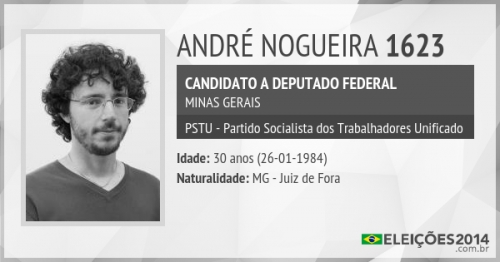 ANDRÉ NOGUEIRA 1623
CANDIDATO A DEPUTADO FEDERAL
MINAS GERAIS
PSTU - Partido Socialista dos Trabalhadores Unificado
Idade: 30 anos (26-01-1984)
Naturalidade: MG - Juiz de Fora
ELEIÇÕES2014
.com.br